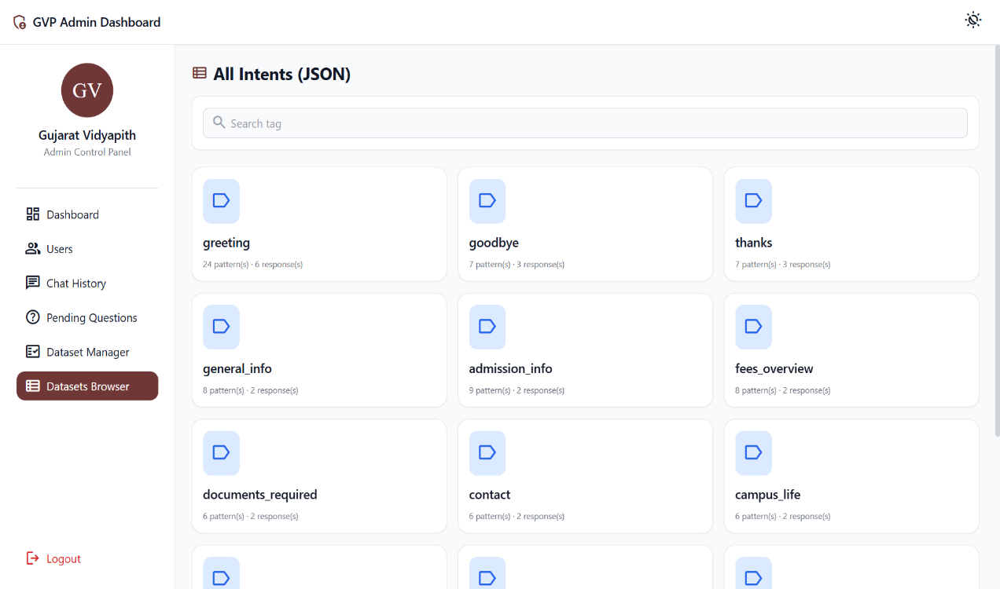 GVP Admin Dashboard
GV
Gujarat Vidyapith
Admin Control Panel
Dashboard
Users
Chat History
Pending Questions
Dataset Manager
Datasets Browser
Logout
All Intents (JSON)
Search tag
greeting
24 pattern(s) · 6 response(s)
goodbye
7 pattern(s) · 3 response(s)
thanks
7 pattern(s) · 3 response(s)
general_info
8 pattern(s) · 2 response(s)
admission_info
9 pattern(s) · 2 response(s)
fees_overview
8 pattern(s) · 2 response(s)
documents_required
6 pattern(s) · 2 response(s)
contact
6 pattern(s) · 2 response(s)
campus_life
6 pattern(s) · 2 response(s)